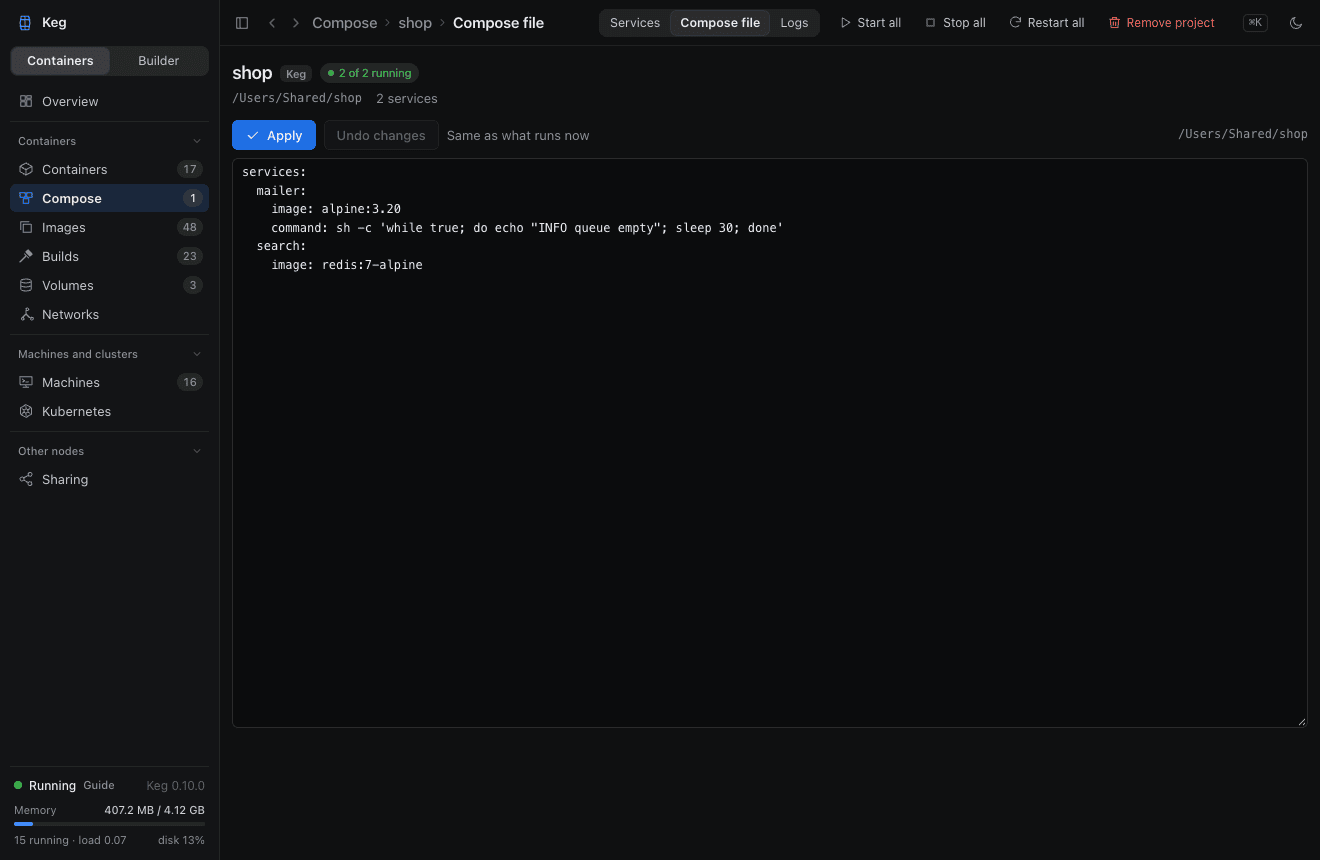 Keg
Containers Builder
Overview
Containers
Containers 17
Compose 1
Images 48
Builds 23
Volumes 3
Networks
Machines and clusters
Machines 16
Kubernetes
Other nodes
Sharing
Running Guide Keg 0.10.0
Memory 407.2 MB / 4.12 GB
15 running · load 0.07 disk 13%
Compose › shop › Compose file
Services Compose file Logs
Start all Stop all Restart all Remove project ⌘K
shop Keg 2 of 2 running
/Users/Shared/shop 2 services
Apply Undo changes Same as what runs now /Users/Shared/shop
services:
  mailer:
    image: alpine:3.20
    command: sh -c 'while true; do echo "INFO queue empty"; sleep 30; done'
  search:
    image: redis:7-alpine